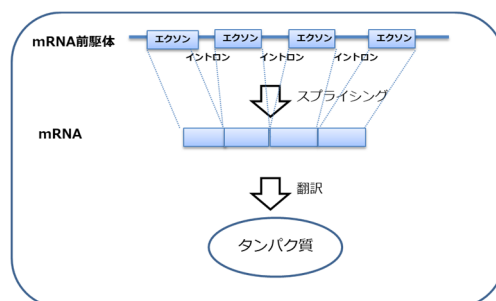 mRNA前駆体
エクソン エクソン エクソン エクソン
イントロン イントロン イントロン
スプライシング
mRNA
翻訳
タンパク質